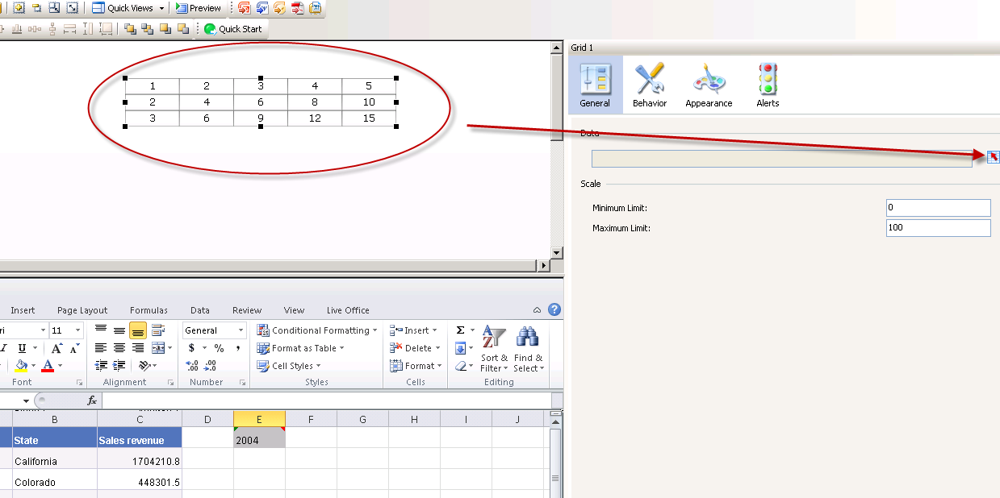 Quick Views Preview
Quick Start
Grid 1
General Behavior Appearance Alerts
1 2 3 4 5
2 4 6 8 10
3 6 9 12 15
Data
Scale
Minimum Limit: 0
Maximum Limit: 100
Insert Page Layout Formulas Data Review View Live Office
11 General Conditional Formatting Insert Σ
I U A A $ % , Format as Table Delete
A .00 .00 Cell Styles Format Sort & Filter Find & Select
Font Alignment Number Styles Cells Editing
fx
B C D E F G H I J
State Sales revenue 2004
California 1704210.8
Colorado 448301.5